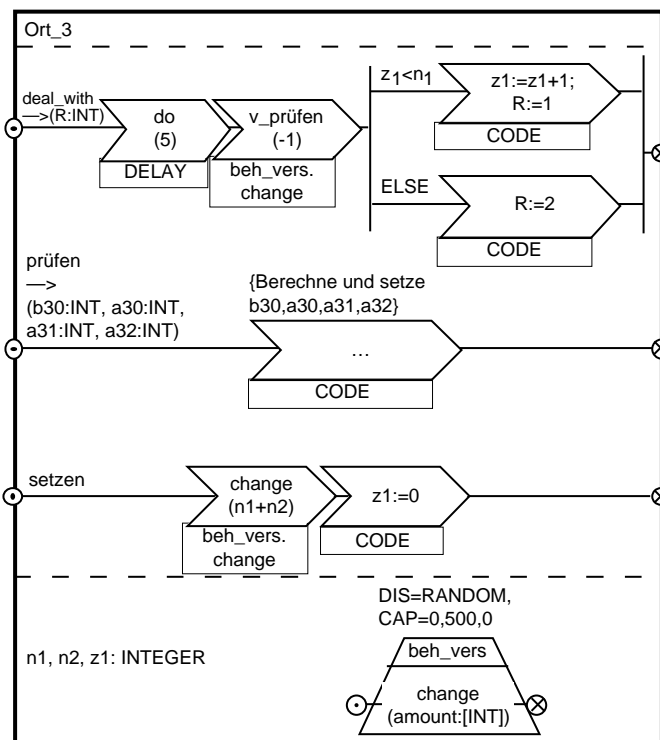 Ort_3
deal_with
—>(R:INT)
do
(5)
DELAY
v_prüfen
(-1)
beh_vers.
change
z1<n1
z1:=z1+1;
R:=1
CODE
ELSE
R:=2
CODE
prüfen
—>
(b30:INT, a30:INT,
a31:INT, a32:INT)
{Berechne und setze
b30,a30,a31,a32}
...
CODE
setzen
change
(n1+n2)
beh_vers.
change
z1:=0
CODE
n1, n2, z1: INTEGER
DIS=RANDOM,
CAP=0,500,0
beh_vers
change
(amount:[INT])